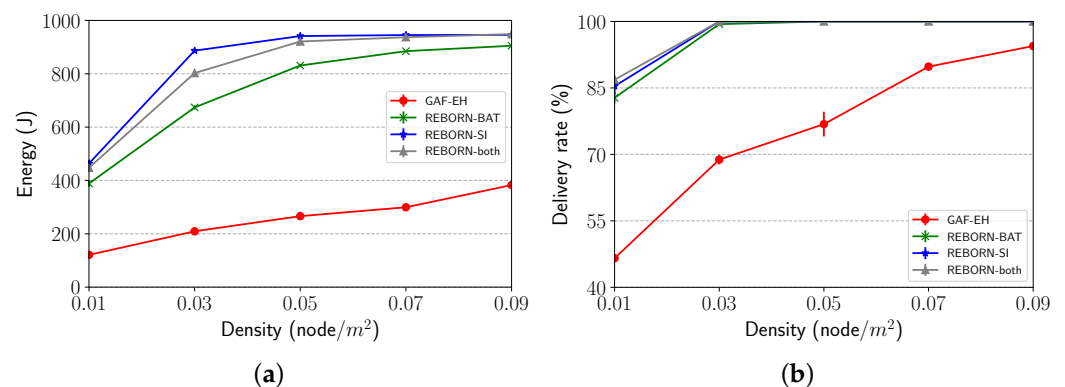 1000
800
600
400
200
0
Energy (J)
GAF-EH
REBORN-BAT
REBORN-SI
REBORN-both
0.01 0.03 0.05 0.07 0.09
Density (node/m²)
(a)
100
85
70
55
40
Delivery rate (%)
GAF-EH
REBORN-BAT
REBORN-SI
REBORN-both
0.01 0.03 0.05 0.07 0.09
Density (node/m²)
(b)